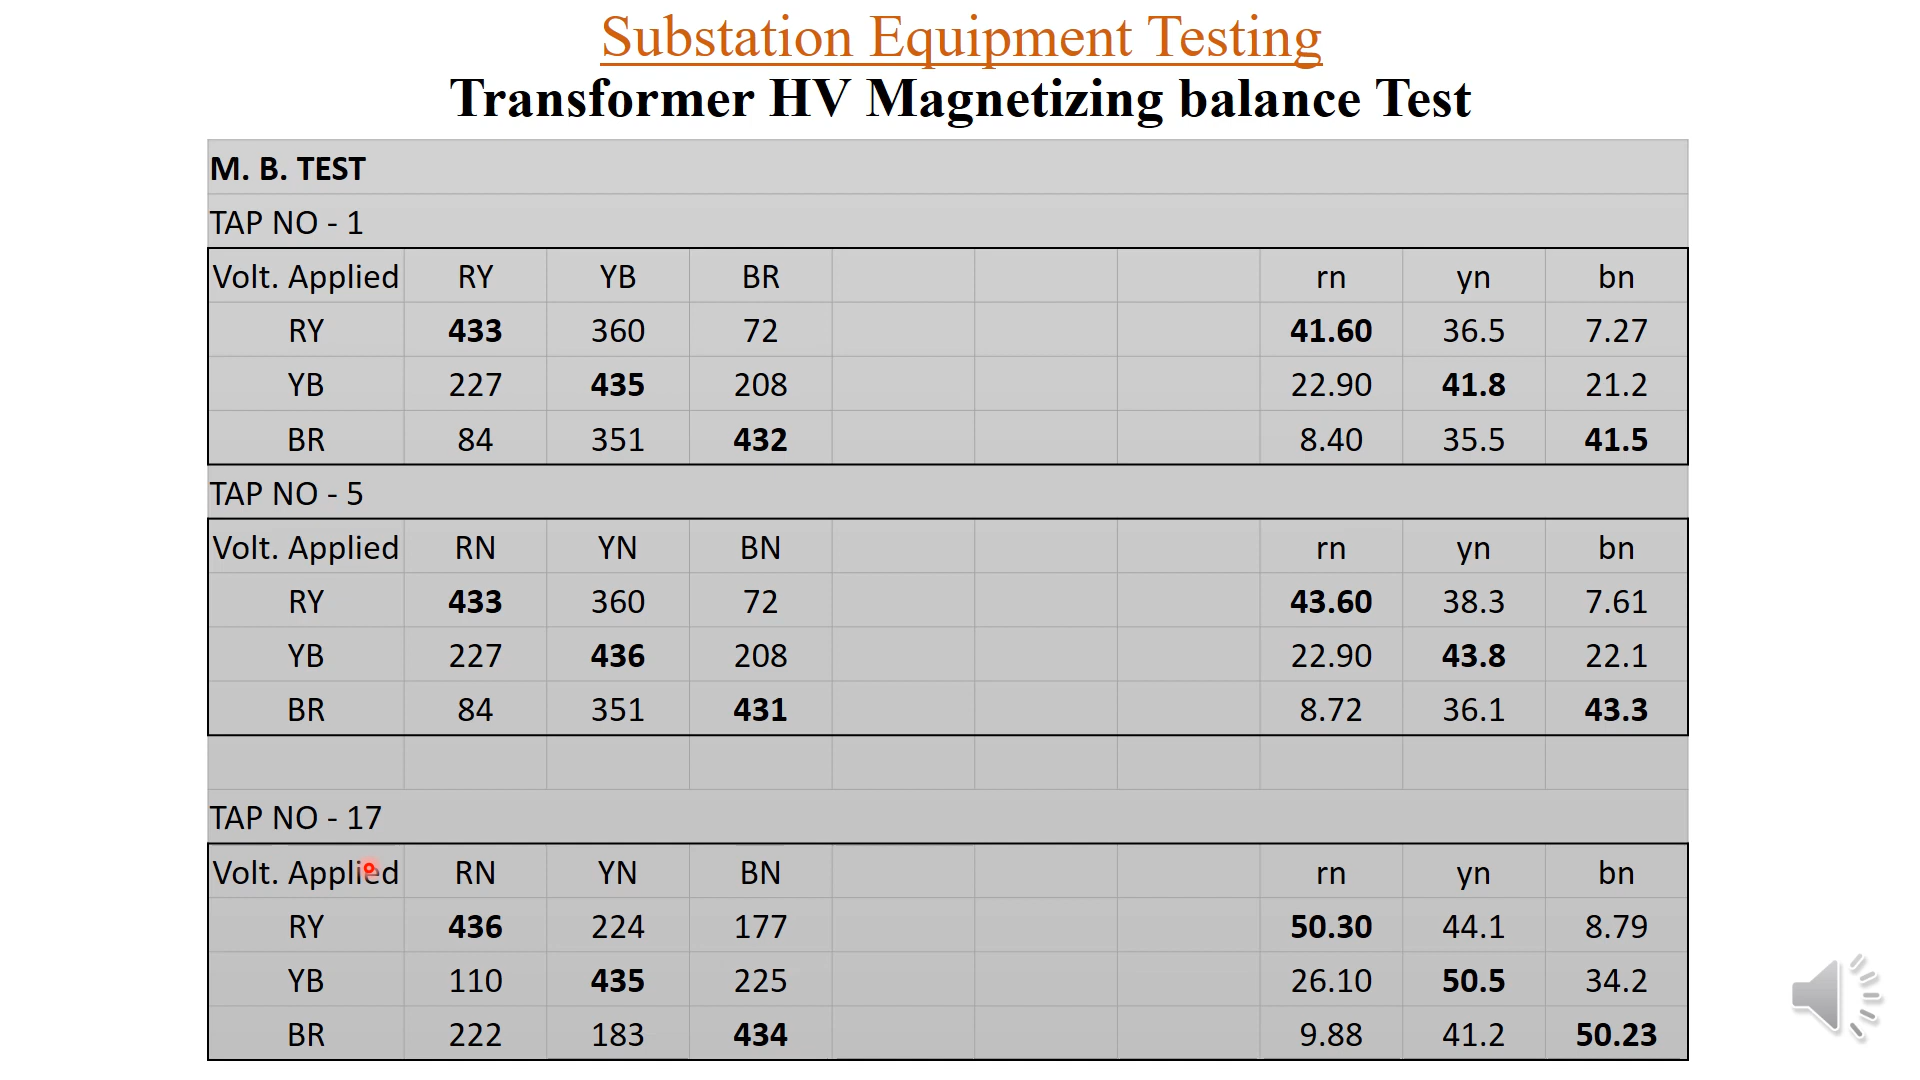 Substation Equipment Testing
Transformer HV Magnetizing balance Test
M. B. TEST
TAP NO - 1
Volt. Applied RY YB BR rn yn bn
RY 433 360 72 41.60 36.5 7.27
YB 227 435 208 22.90 41.8 21.2
BR 84 351 432 8.40 35.5 41.5
TAP NO - 5
Volt. Applied RN YN BN rn yn bn
RY 433 360 72 43.60 38.3 7.61
YB 227 436 208 22.90 43.8 22.1
BR 84 351 431 8.72 36.1 43.3
TAP NO - 17
Volt. Applied RN YN BN rn yn bn
RY 436 224 177 50.30 44.1 8.79
YB 110 435 225 26.10 50.5 34.2
BR 222 183 434 9.88 41.2 50.23